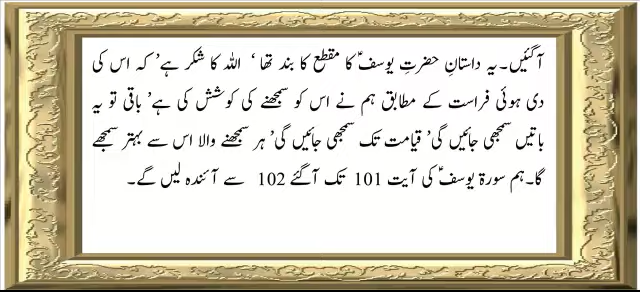 آگئیں۔یہ داستانِ حضرتِ یوسفؑ کا مقطع کا بند تھا ‘ اللہ کا شکر ہے’ کہ اس کی
دی ہوئی فراست کے مطابق ہم نے اس کو سمجھنے کی کوشش کی ہے’ باقی تو یہ
باتیں سمجھی جائیں گی’ قیامت تک سمجھی جائیں گی’ ہر سمجھنے والا اس سے بہتر سمجھے
گا۔ہم سورۃ یوسفؑ کی آیت 101 تک آگئے 102 سے آئندہ لیں گے۔